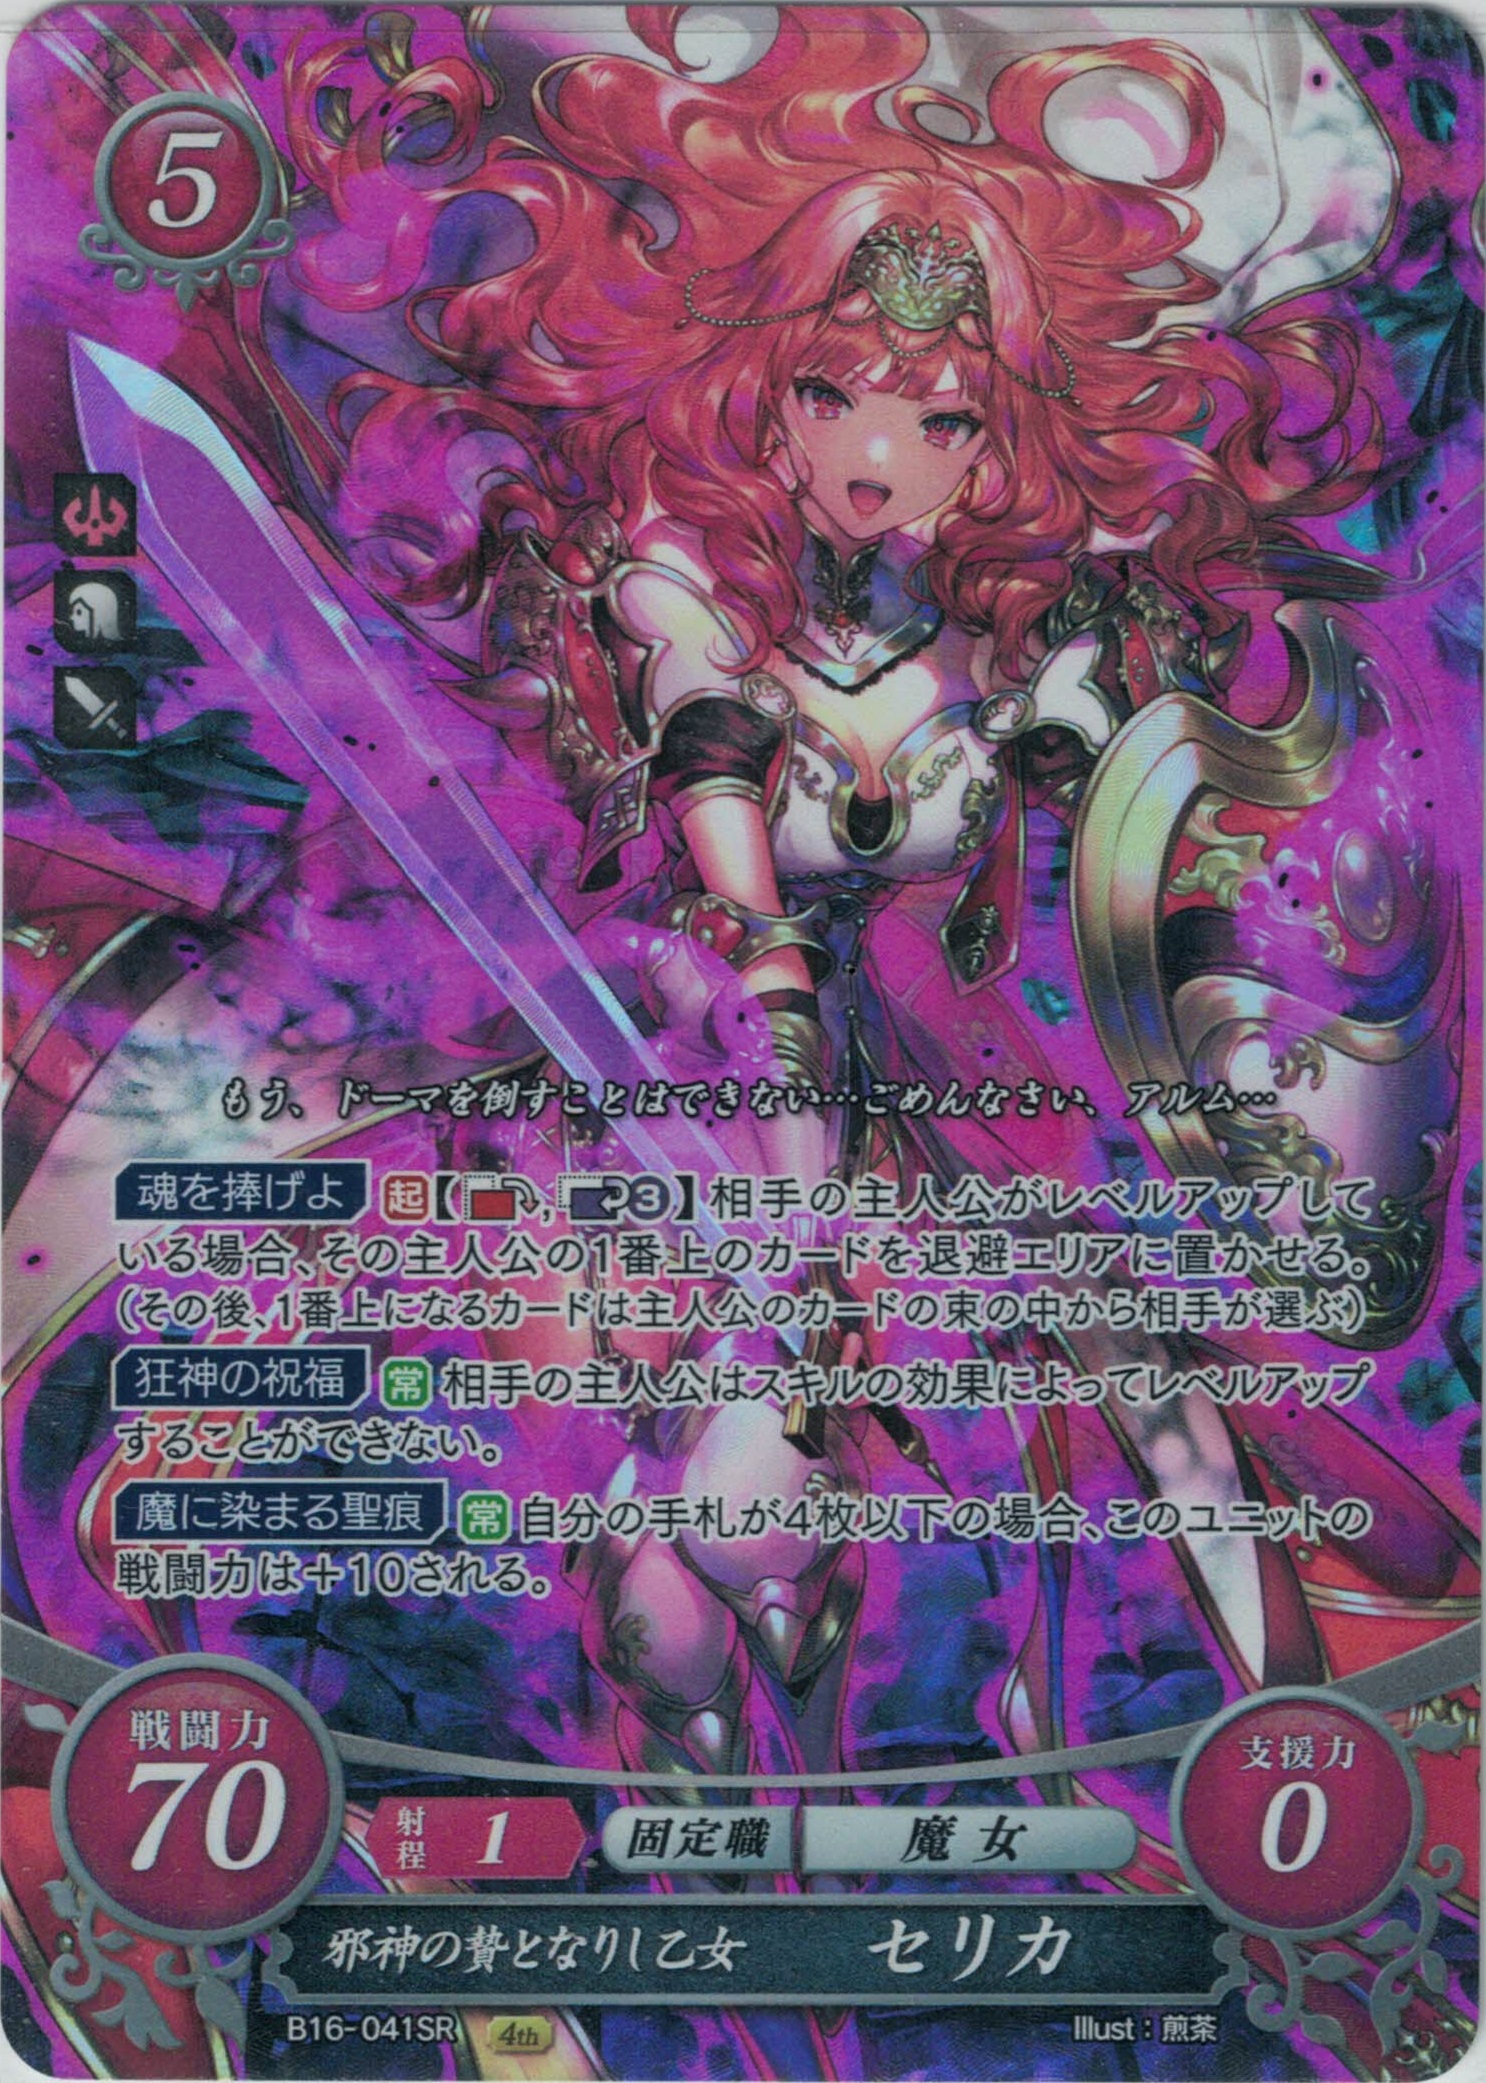 5
もう、ドーマを倒すことはできない…ごめんなさい、アルム…
魂を捧げよ 起【 , 3】相手の主人公がレベルアップして
いる場合、その主人公の1番上のカードを退避エリアに置かせる。
（その後、1番上になるカードは主人公のカードの束の中から相手が選ぶ）
狂神の祝福 常 相手の主人公はスキルの効果によってレベルアップ
することができない。
魔に染まる聖痕 常 自分の手札が4枚以下の場合、このユニットの
戦闘力は＋10される。
戦闘力
70
射程 1
固定職 魔女
支援力
0
邪神の贄となりし乙女 セリカ
B16-041SR 4th Illust：煎茶